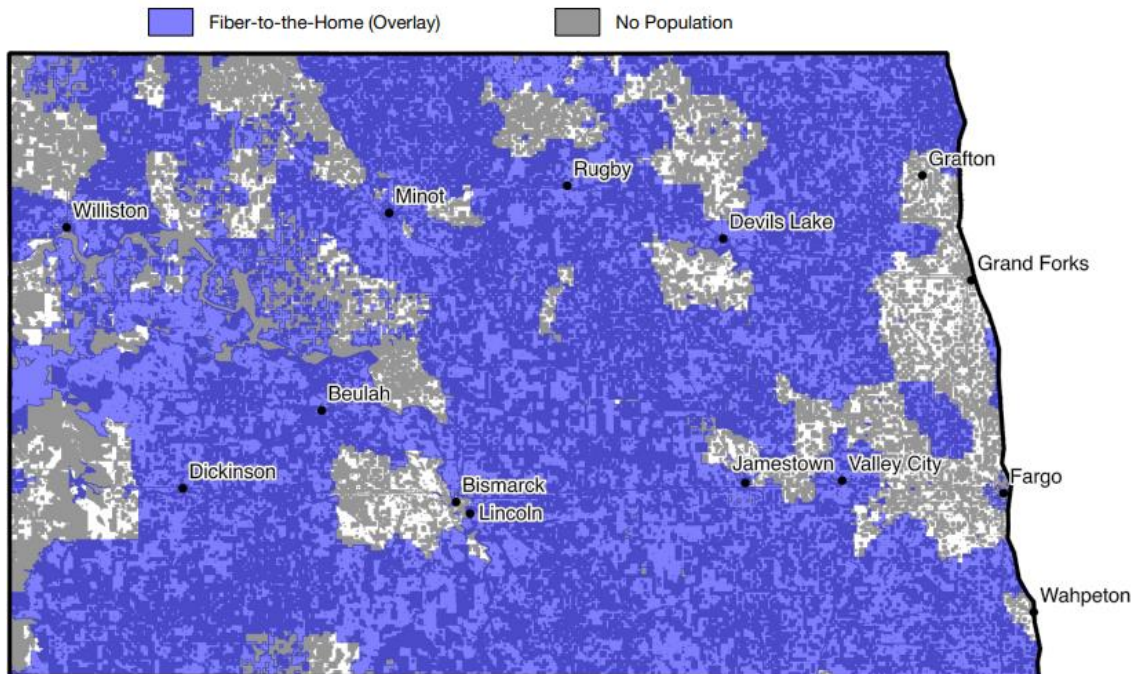 Fiber-to-the-Home (Overlay)
No Population
Grafton
Rugby
Minot
Williston
Devils Lake
Grand Forks
Beulah
Dickinson
Jamestown
Valley City
Fargo
Bismarck
Lincoln
Wahpeton